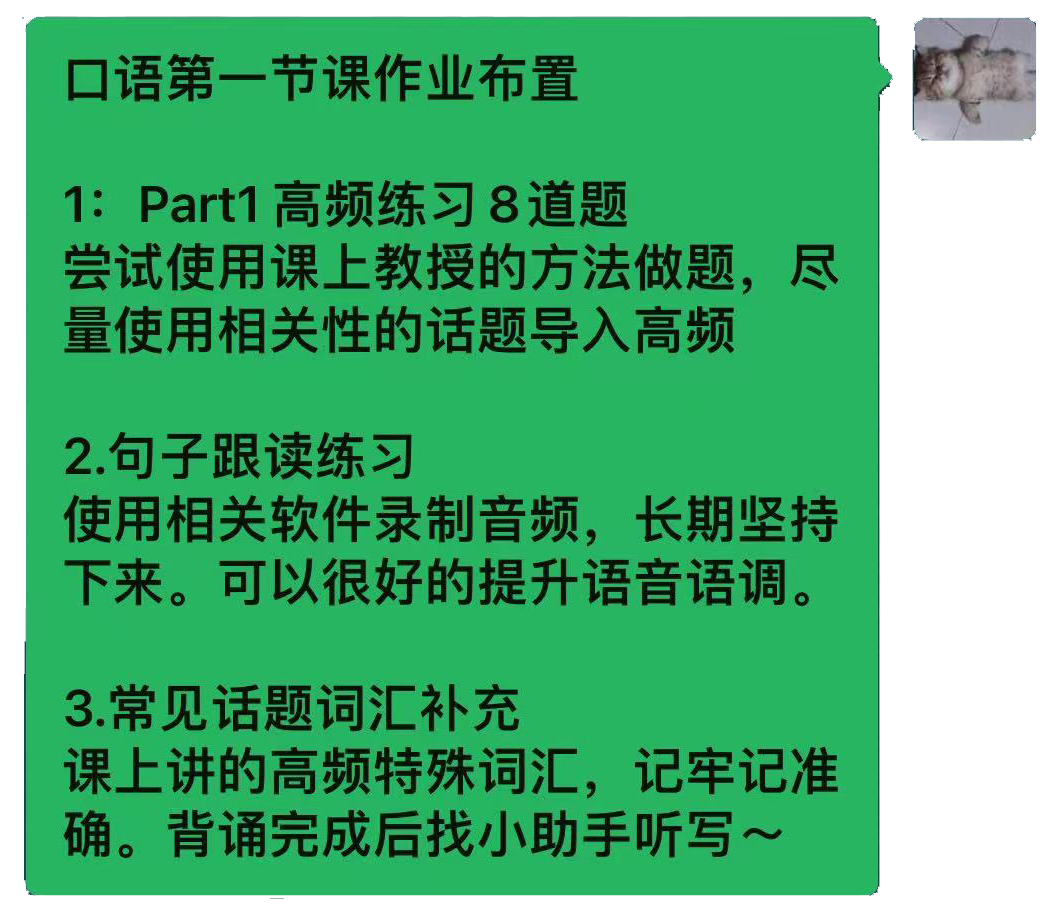 口语第一节课作业布置
1：Part1 高频练习 8 道题
尝试使用课上教授的方法做题，尽
量使用相关性的话题导入高频
2.句子跟读练习
使用相关软件录制音频，长期坚持
下来。可以很好的提升语音语调。
3.常见话题词汇补充
课上讲的高频特殊词汇，记牢记准
确。背诵完成后找小助手听写～